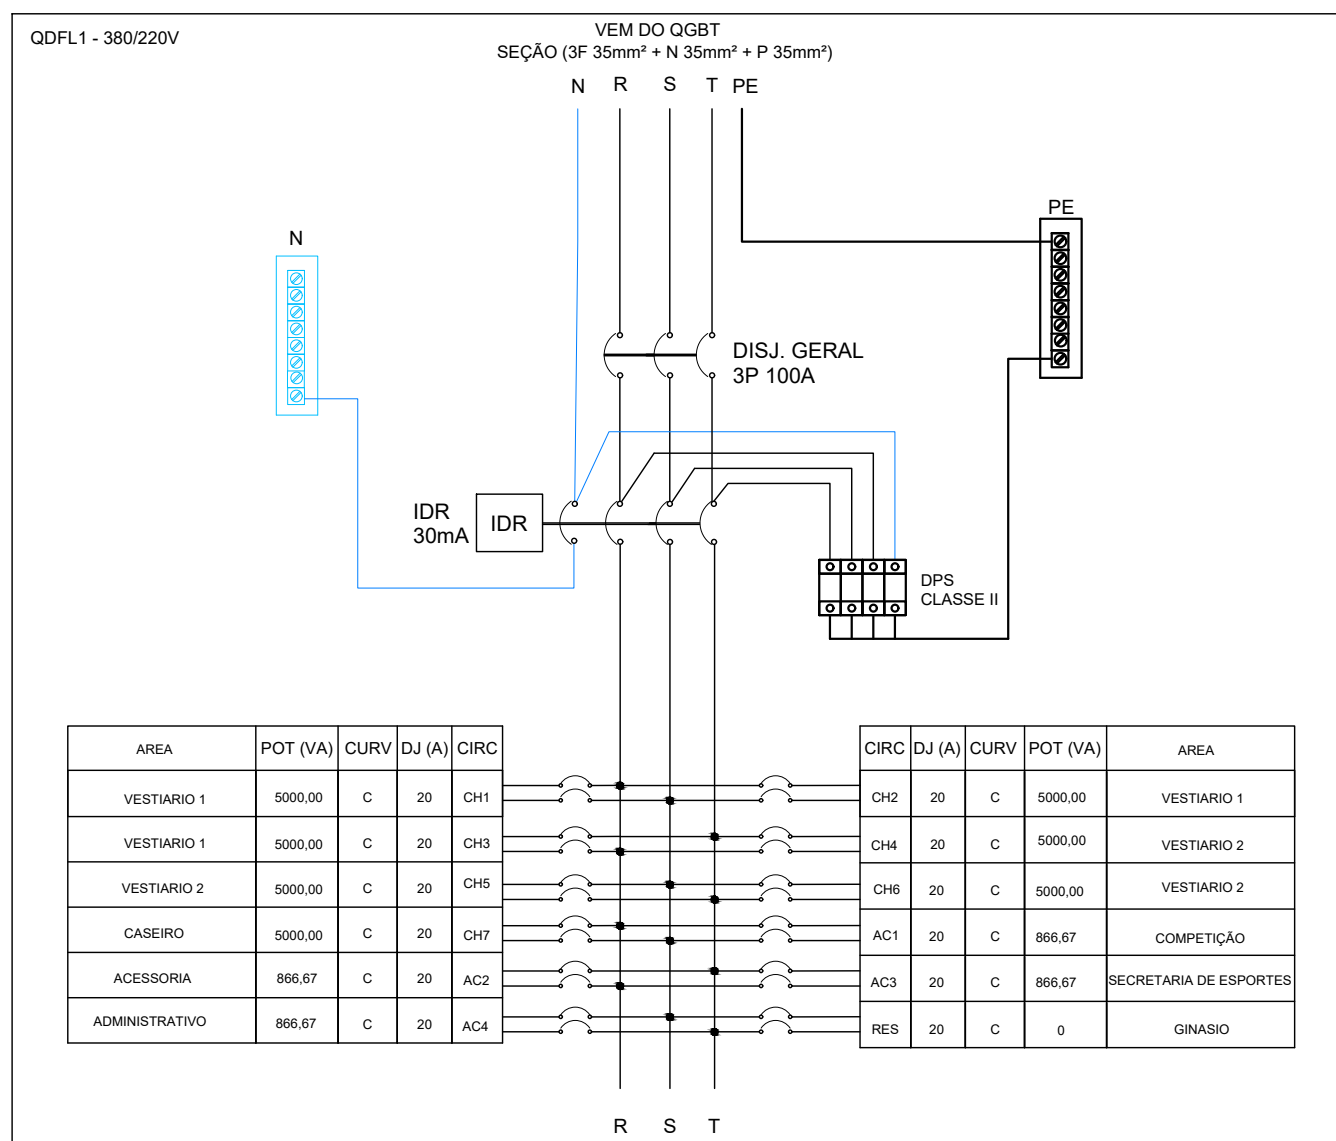 QDFL1 - 380/220V
VEM DO QGBT
SEÇÃO (3F 35mm² + N 35mm² + P 35mm²)
N R S T PE
PE
N
DISJ. GERAL
3P 100A
IDR
30mA
IDR
DPS
CLASSE II
AREA POT (VA) CURV DJ (A) CIRC
VESTIARIO 1 5000,00 C 20 CH1
VESTIARIO 1 5000,00 C 20 CH3
VESTIARIO 2 5000,00 C 20 CH5
CASEIRO 5000,00 C 20 CH7
ACESSORIA 866,67 C 20 AC2
ADMINISTRATIVO 866,67 C 20 AC4
CIRC DJ (A) CURV POT (VA) AREA
CH2 20 C 5000,00 VESTIARIO 1
CH4 20 C 5000,00 VESTIARIO 2
CH6 20 C 5000,00 VESTIARIO 2
AC1 20 C 866,67 COMPETIÇÃO
AC3 20 C 866,67 SECRETARIA DE ESPORTES
RES 20 C 0 GINASIO
R S T